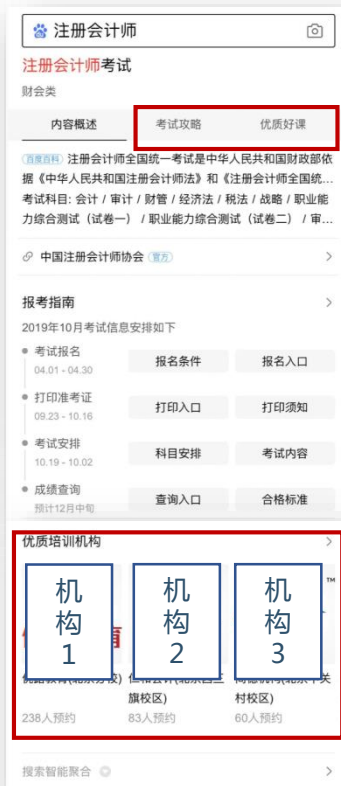 注册会计师
注册会计师考试
财会类
内容概述 考试攻略 优质好课
百度百科 注册会计师全国统一考试是中华人民共和国财政部依
据《中华人民共和国注册会计师法》和《注册会计师全国统...
考试科目: 会计 / 审计 / 财管 / 经济法 / 税法 / 战略 / 职业能
力综合测试（试卷一） / 职业能力综合测试（试卷二） / 审...
中国注册会计师协会 官方
报考指南
2019年10月考试信息安排如下
考试报名
04.01 - 04.30
报名条件 报名入口
打印准考证
09.23 - 10.16
打印入口 打印须知
考试安排
10.19 - 10.02
科目安排 考试内容
成绩查询
预计12月中旬
查询入口 合格标准
优质培训机构
机构1
机构2
机构3
TM
旗校区) 村校区)
238人预约 83人预约 60人预约
搜索智能聚合